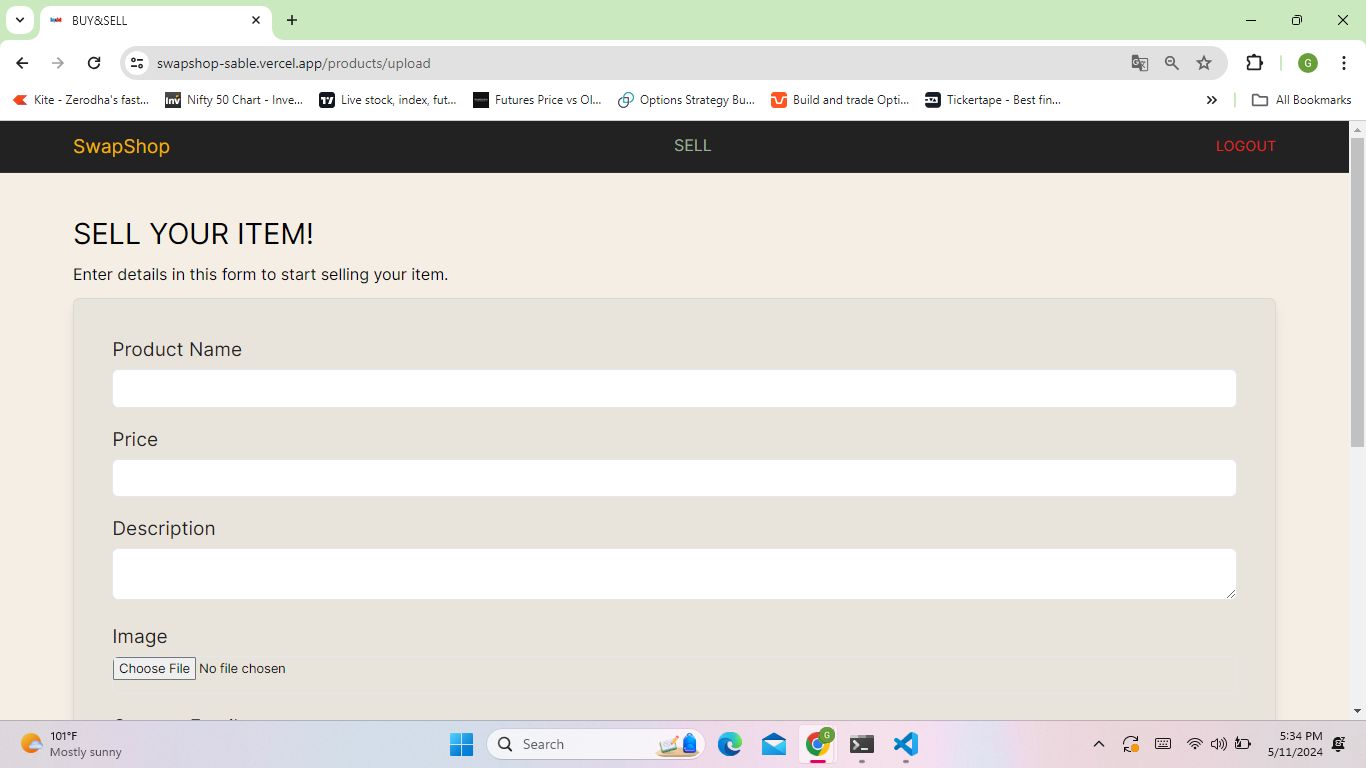 BUY&SELL
swapshop-sable.vercel.app/products/upload
Kite - Zerodha's fast... Nifty 50 Chart - Inve... Live stock, index, fut... Futures Price vs OI... Options Strategy Bu... Build and trade Opti... Tickertape - Best fin... » All Bookmarks
SwapShop SELL LOGOUT
SELL YOUR ITEM!
Enter details in this form to start selling your item.
Product Name
Price
Description
Image
Choose File No file chosen
101°F
Mostly sunny
Search
5:34 PM
5/11/2024